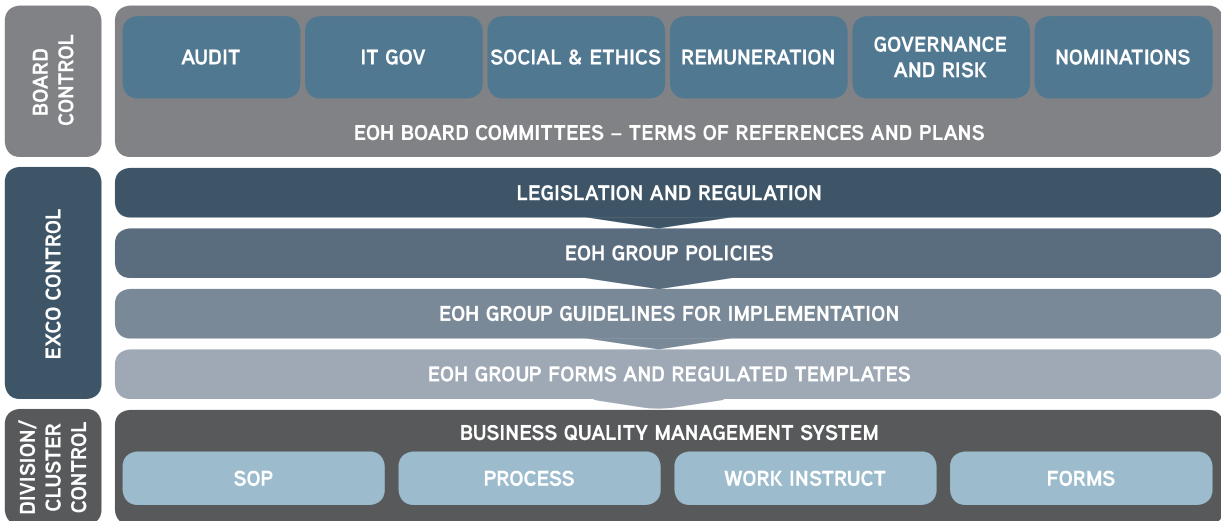 BOARD
CONTROL
AUDIT
IT GOV
SOCIAL & ETHICS
REMUNERATION
GOVERNANCE
AND RISK
NOMINATIONS
EOH BOARD COMMITTEES – TERMS OF REFERENCES AND PLANS
EXCO CONTROL
LEGISLATION AND REGULATION
EOH GROUP POLICIES
EOH GROUP GUIDELINES FOR IMPLEMENTATION
EOH GROUP FORMS AND REGULATED TEMPLATES
DIVISION/
CLUSTER
CONTROL
BUSINESS QUALITY MANAGEMENT SYSTEM
SOP
PROCESS
WORK INSTRUCT
FORMS